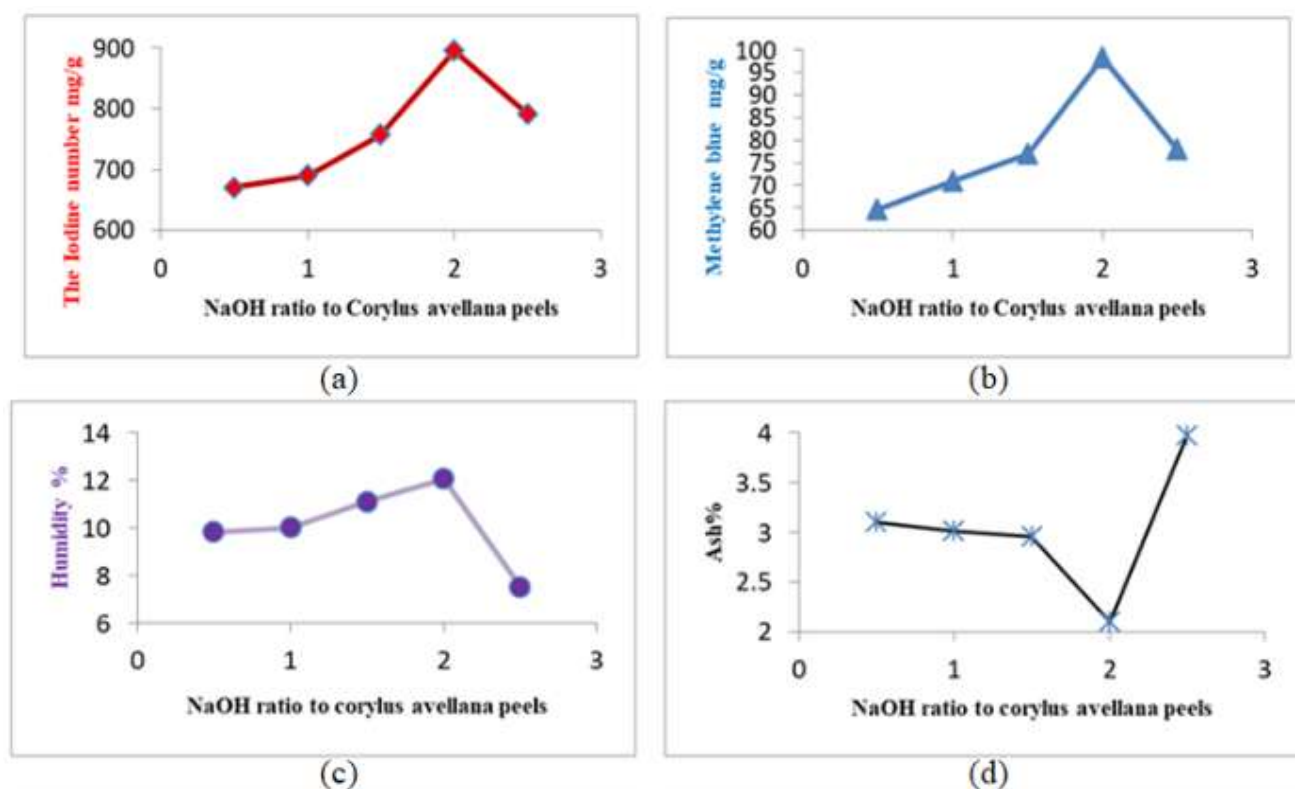 The Iodine number mg/g
900
800
700
600
0 1 2 3
NaOH ratio to Corylus avellana peels
(a)
Methylene blue mg/g
100
95
90
85
80
75
70
65
60
0 1 2 3
NaOH ratio to Corylus avellana peels
(b)
Humidity %
14
12
10
8
6
0 1 2 3
NaOH ratio to corylus avellana peels
(c)
Ash%
4
3.5
3
2.5
2
0 1 2 3
NaOH ratio to corylus avellana peels
(d)